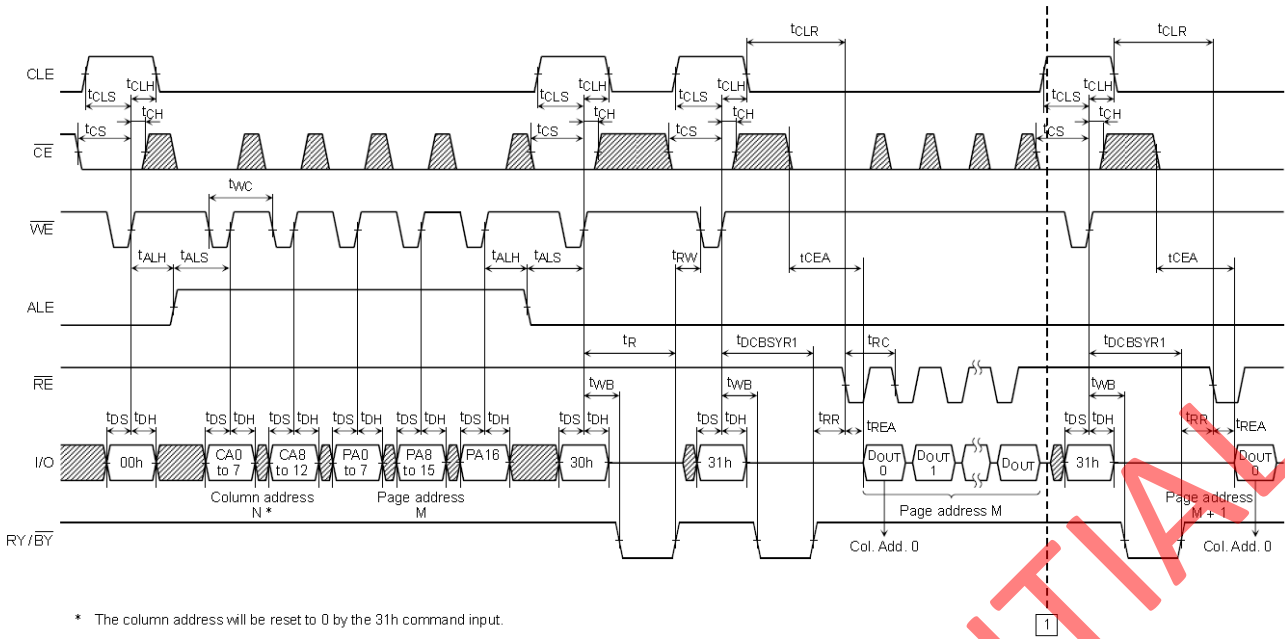 tCLR tCLR
CLE
tCLS tCLH tCLS tCLH tCLS tCLH tCLS tCLH
tCH tCH tCH tCH
tCS tCS tCS tCS
CE
tWC
WE
tALH tALS tALH tALS tRW tCEA tCEA
ALE
tR tDCBSYR1 tRC tDCBSYR1
RE
tWB tWB tWB
tDS tDH tDS tDH tDS tDH tDS tDH tDS tDH tDS tDH tDS tDH tDS tDH tDS tDH
tRR tREA tRR tREA
I/O
00h
CA0 to 7
CA8 to 12
PA0 to 7
PA8 to 15
PA16
30h
31h
DOUT 0
DOUT 1
DOUT
31h
DOUT 0
Column address
N *
Page address
M
Page address M
Page address
M + 1
RY/BY
Col. Add. 0
Col. Add. 0
* The column address will be reset to 0 by the 31h command input.
1
NTIAL